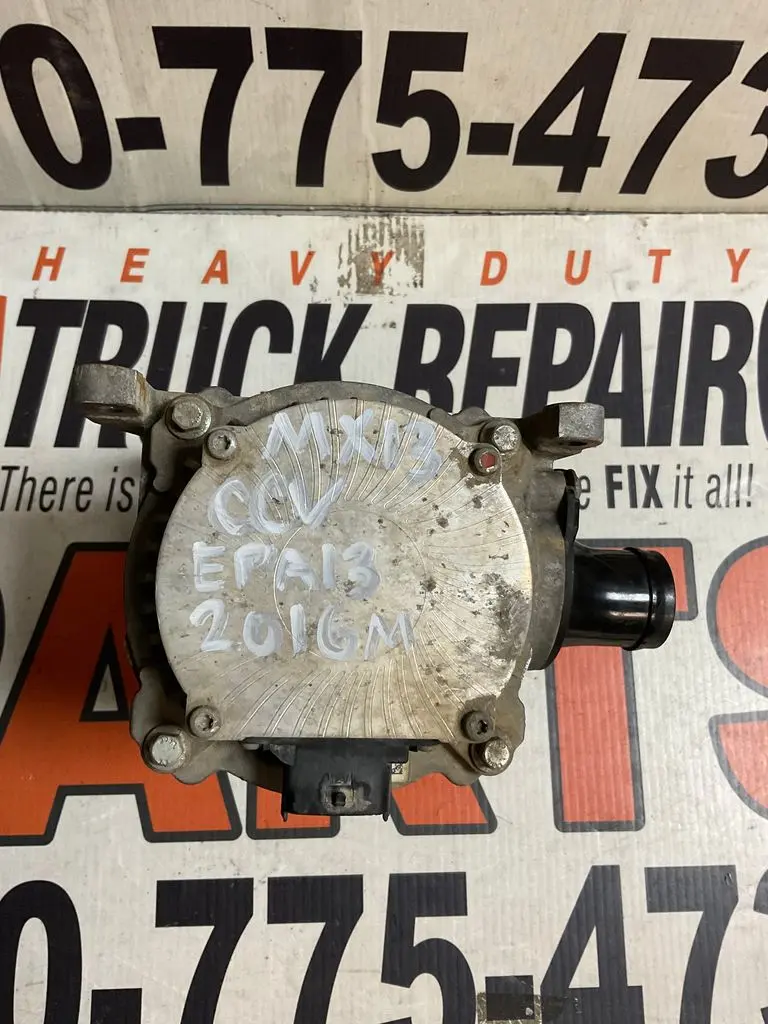 0-775-473
HEAVY DUTY
TRUCK REPAIR
There is
e FIX it all!
MX13
CCV
EPA13
2016M
PARTS
0-775-473